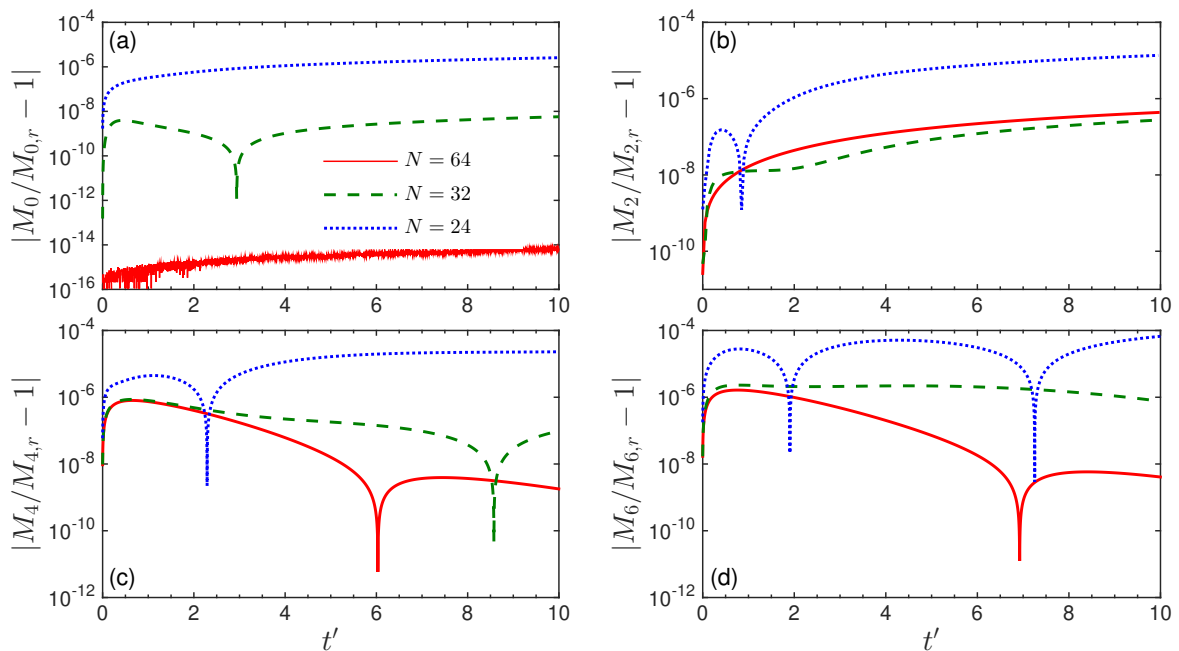 (a)
|M_0/M_{0,r} − 1|
10^-4
10^-6
10^-8
10^-10
10^-12
10^-14
10^-16
N = 64
N = 32
N = 24
0 2 4 6 8 10
(b)
|M_2/M_{2,r} − 1|
10^-4
10^-6
10^-8
10^-10
0 2 4 6 8 10
(c)
|M_4/M_{4,r} − 1|
10^-4
10^-6
10^-8
10^-10
10^-12
0 2 4 6 8 10
t′
(d)
|M_6/M_{6,r} − 1|
10^-4
10^-6
10^-8
10^-10
10^-12
0 2 4 6 8 10
t′